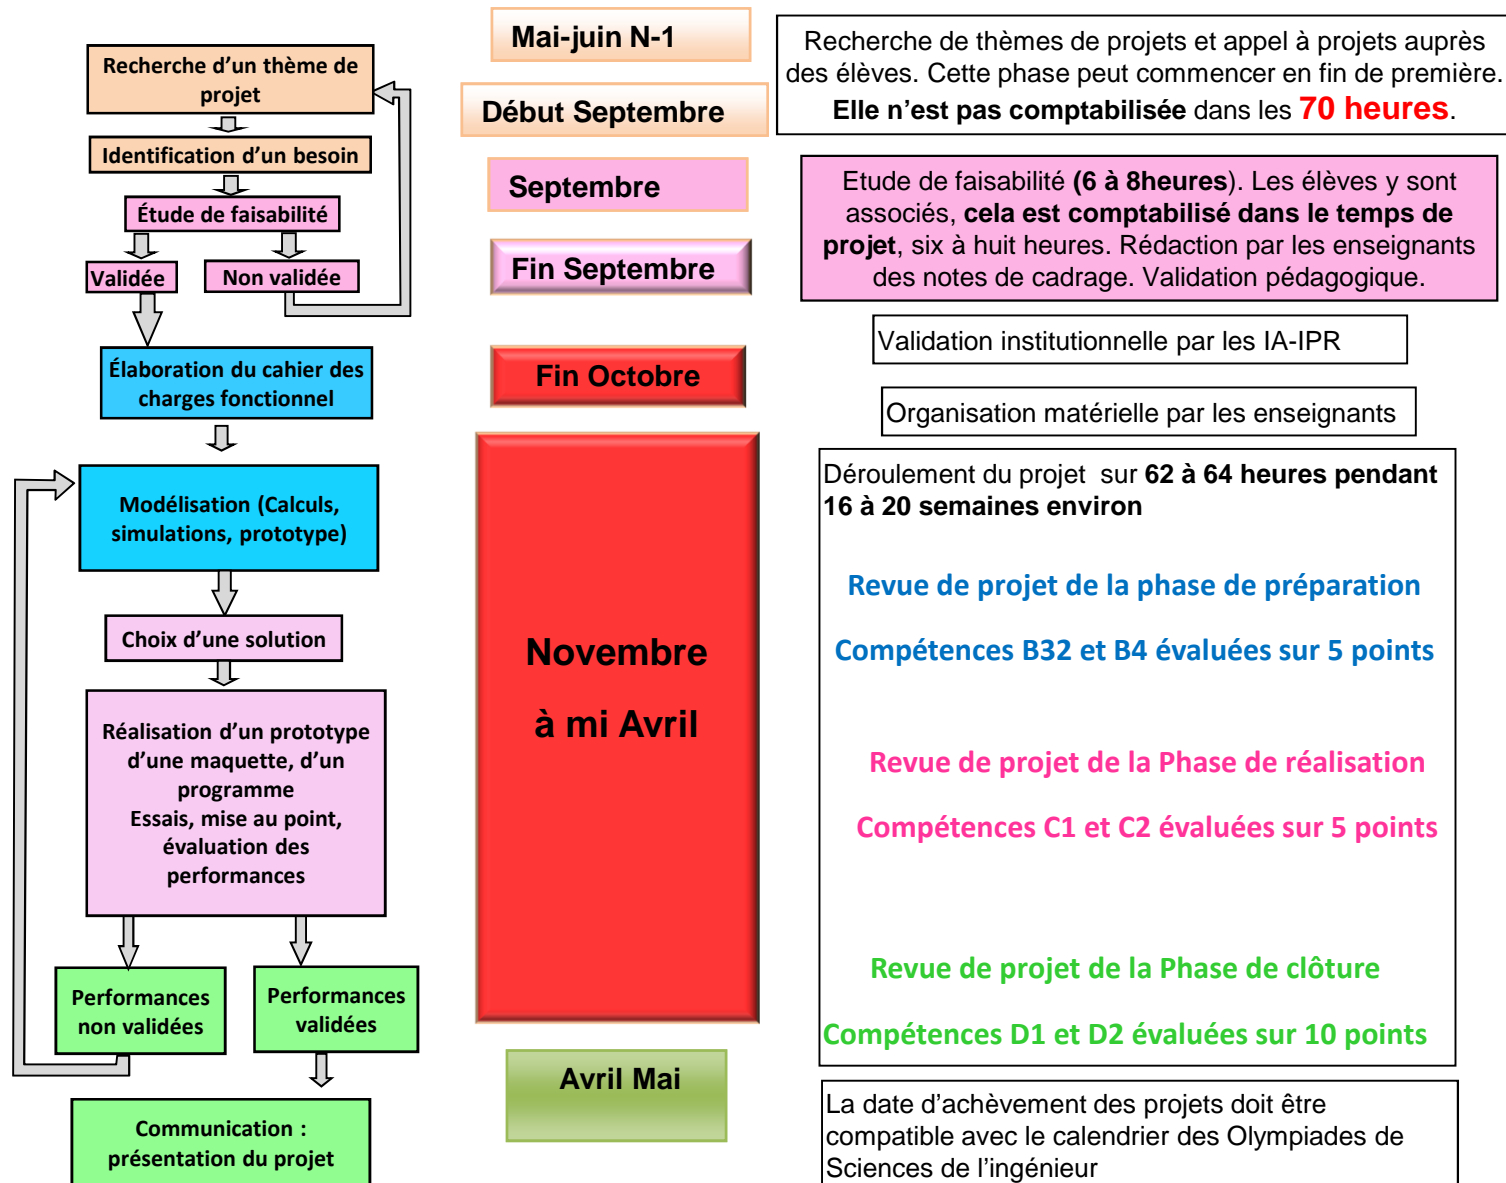 Recherche d’un thème de
projet
Identification d’un besoin
Étude de faisabilité
Validée
Non validée
Élaboration du cahier des
charges fonctionnel
Modélisation (Calculs,
simulations, prototype)
Choix d’une solution
Réalisation d’un prototype
d’une maquette, d’un
programme
Essais, mise au point,
évaluation des
performances
Performances
non validées
Performances
validées
Communication :
présentation du projet
Mai-juin N-1
Début Septembre
Septembre
Fin Septembre
Fin Octobre
Novembre
à mi Avril
Avril Mai
Recherche de thèmes de projets et appel à projets auprès
des élèves. Cette phase peut commencer en fin de première.
Elle n’est pas comptabilisée dans les 70 heures.
Etude de faisabilité (6 à 8heures). Les élèves y sont
associés, cela est comptabilisé dans le temps de
projet, six à huit heures. Rédaction par les enseignants
des notes de cadrage. Validation pédagogique.
Validation institutionnelle par les IA-IPR
Organisation matérielle par les enseignants
Déroulement du projet sur 62 à 64 heures pendant
16 à 20 semaines environ
Revue de projet de la phase de préparation
Compétences B32 et B4 évaluées sur 5 points
Revue de projet de la Phase de réalisation
Compétences C1 et C2 évaluées sur 5 points
Revue de projet de la Phase de clôture
Compétences D1 et D2 évaluées sur 10 points
La date d’achèvement des projets doit être
compatible avec le calendrier des Olympiades de
Sciences de l’ingénieur